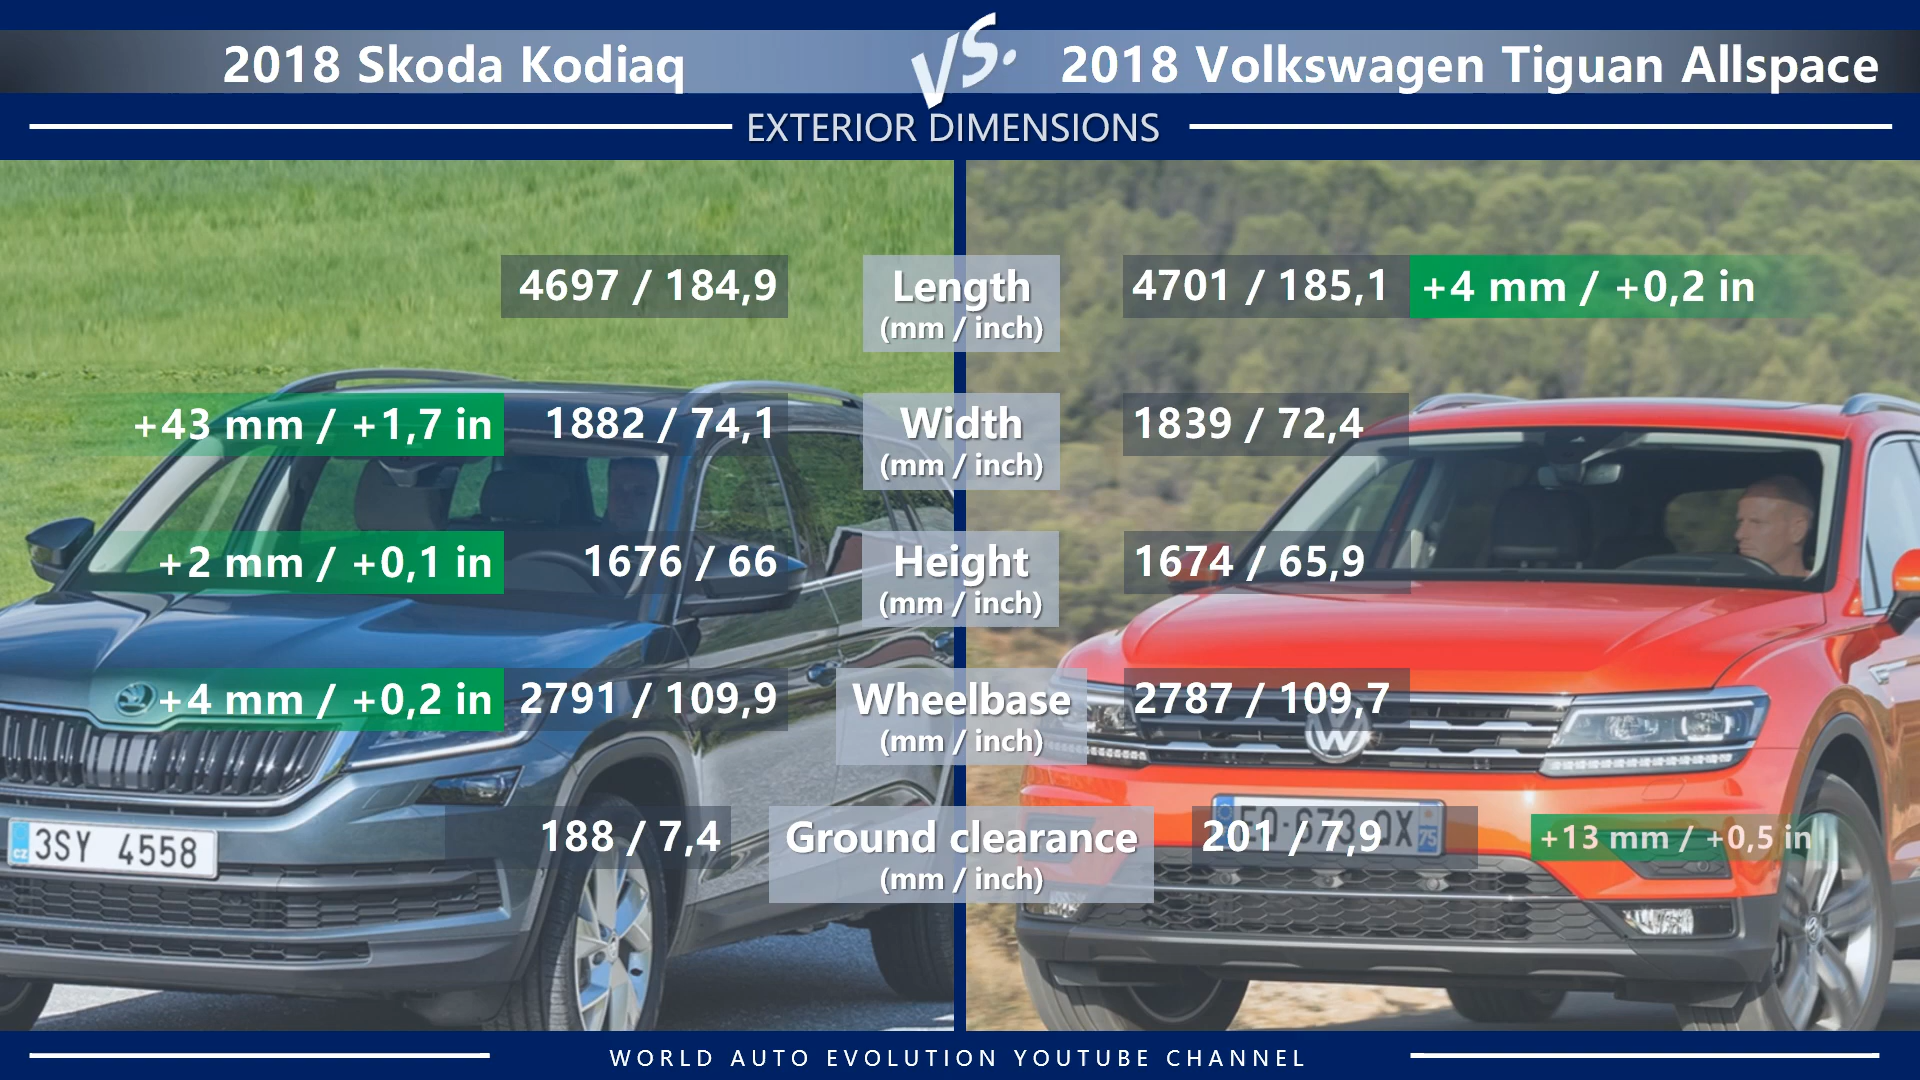 2018 Skoda Kodiaq VS. 2018 Volkswagen Tiguan Allspace
EXTERIOR DIMENSIONS
4697 / 184,9 Length 4701 / 185,1 +4 mm / +0,2 in
(mm / inch)
+43 mm / +1,7 in 1882 / 74,1 Width 1839 / 72,4
(mm / inch)
+2 mm / +0,1 in 1676 / 66 Height 1674 / 65,9
(mm / inch)
+4 mm / +0,2 in 2791 / 109,9 Wheelbase 2787 / 109,7
(mm / inch)
188 / 7,4 Ground clearance 201 / 7,9 +13 mm / +0,5 in
(mm / inch)
CZ 3SY 4558
75
WORLD AUTO EVOLUTION YOUTUBE CHANNEL